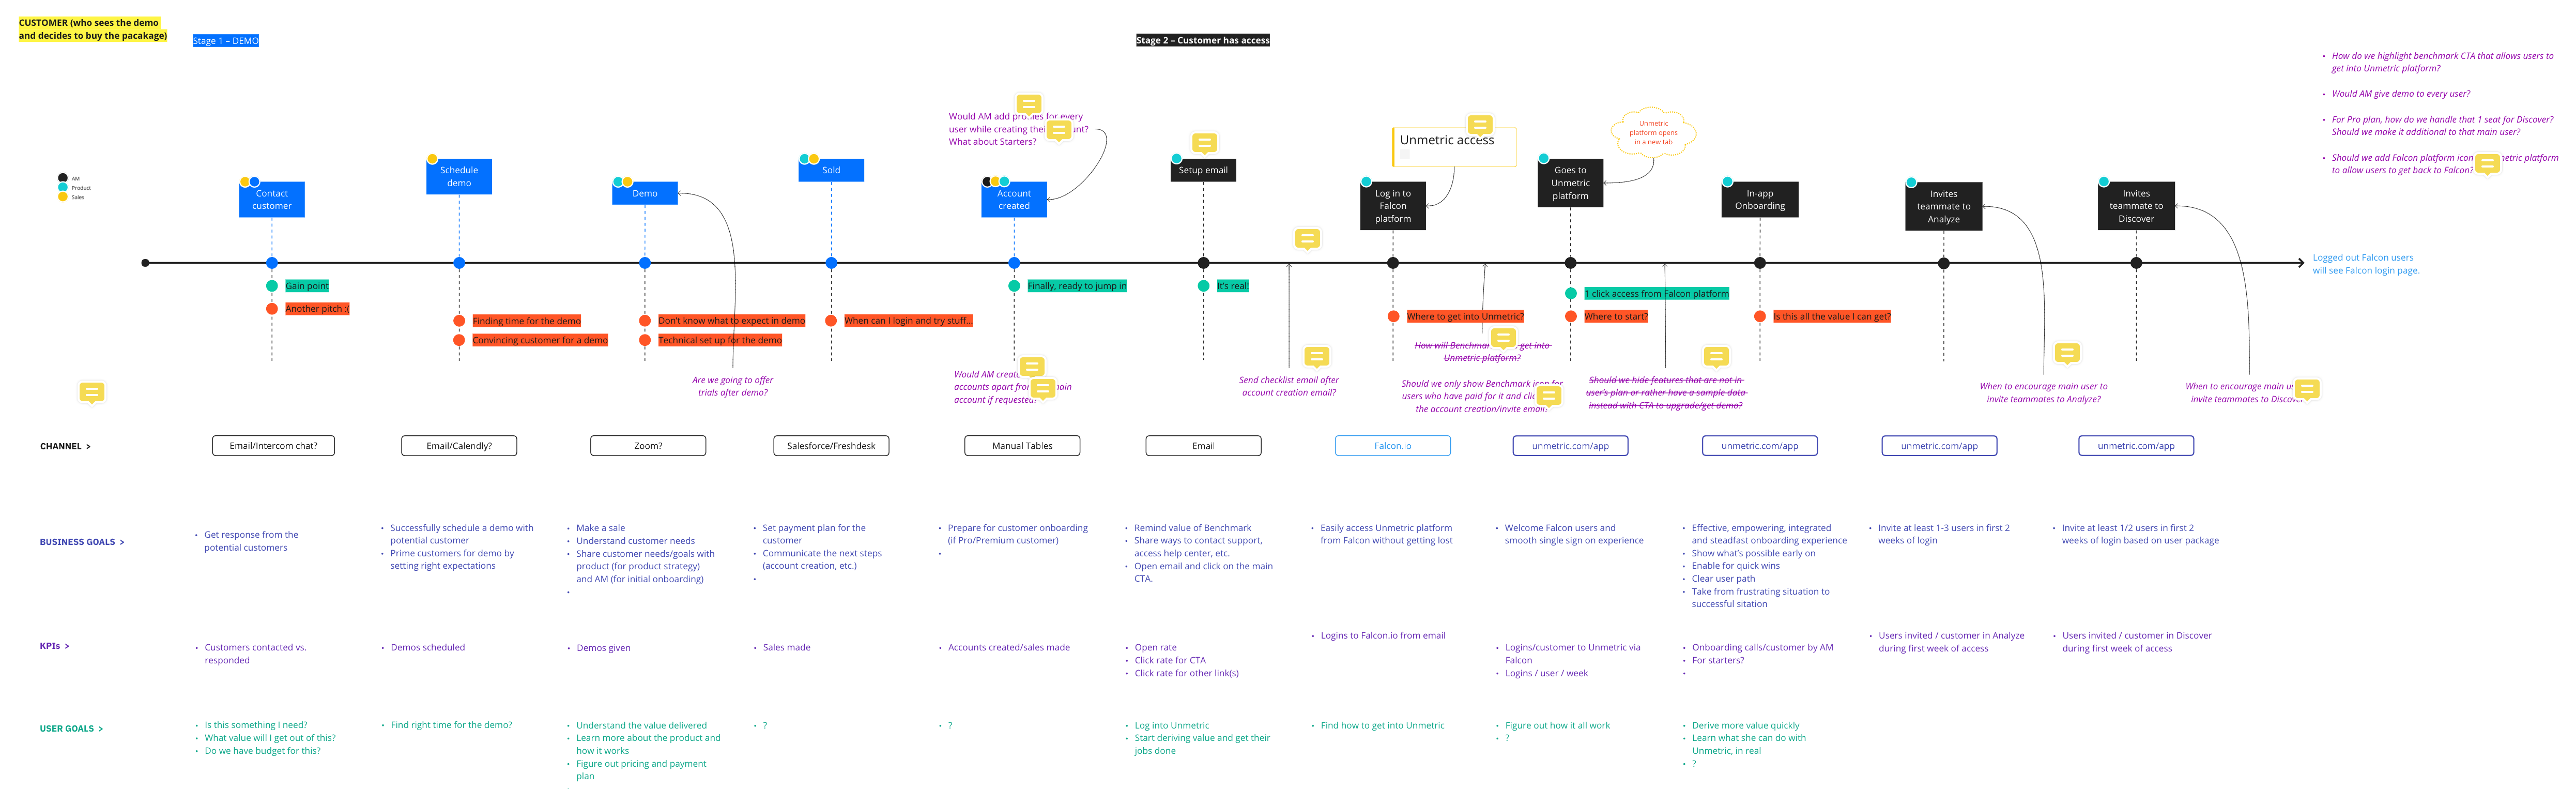 CUSTOMER (who sees the demo
and decides to buy the pacakage)
Stage 1 – DEMO
Stage 2 – Customer has access
• How do we highlight benchmark CTA that allows users to
get into Unmetric platform?
• Would AM give demo to every user?
• For Pro plan, how do we handle that 1 seat for Discover?
Should we make it additional to that main user?
• Should we add Falcon platform icon metric platform
to allow users to get back to Falcon?
Would AM add profiles for every
user while creating their account?
What about Starters?
Unmetric access
Unmetric
platform opens
in a new tab
AM
Product
Sales
Contact
customer
Schedule
demo
Demo
Sold
Account
created
Setup email
Log in to
Falcon
platform
Goes to
Unmetric
platform
In-app
Onboarding
Invites
teammate to
Analyze
Invites
teammate to
Discover
Logged out Falcon users
will see Falcon login page.
Gain point
Another pitch :(
Finding time for the demo
Convincing customer for a demo
Don't know what to expect in demo
Technical set up for the demo
When can I login and try stuff...
Finally, ready to jump in
It's real!
Where to get into Unmetric?
1 click access from Falcon platform
Where to start?
Is this all the value I can get?
Are we going to offer
trials after demo?
Would AM create
accounts apart from main
account if requested?
Send checklist email after
account creation email?
How will Benchmark get into
Unmetric platform?
Should we only show Benchmark icon for
users who have paid for it and
the account creation/invite email?
Should we hide features that are not in
user's plan or rather have a sample data
instead with CTA to upgrade/get demo?
When to encourage main user to
invite teammates to Analyze?
When to encourage main
invite teammates to Discover
CHANNEL >
Email/Intercom chat?
Email/Calendly?
Zoom?
Salesforce/Freshdesk
Manual Tables
Email
Falcon.io
unmetric.com/app
unmetric.com/app
unmetric.com/app
unmetric.com/app
BUSINESS GOALS >
• Get response from the
potential customers
• Successfully schedule a demo with
potential customer
• Prime customers for demo by
setting right expectations
• Make a sale
• Understand customer needs
• Share customer needs/goals with
product (for product strategy)
and AM (for initial onboarding)
•
• Set payment plan for the
customer
• Communicate the next steps
(account creation, etc.)
•
• Prepare for customer onboarding
(if Pro/Premium customer)
•
• Remind value of Benchmark
• Share ways to contact support,
access help center, etc.
• Open email and click on the main
CTA.
• Easily access Unmetric platform
from Falcon without getting lost
• Welcome Falcon users and
smooth single sign on experience
• Effective, empowering, integrated
and steadfast onboarding experience
• Show what's possible early on
• Enable for quick wins
• Clear user path
• Take from frustrating situation to
successful sitation
• Invite at least 1-3 users in first 2
weeks of login
• Invite at least 1/2 users in first 2
weeks of login based on user package
KPIs >
• Customers contacted vs.
responded
• Demos scheduled
• Demos given
• Sales made
• Accounts created/sales made
• Open rate
• Click rate for CTA
• Click rate for other link(s)
• Logins to Falcon.io from email
• Logins/customer to Unmetric via
Falcon
• Logins / user / week
• Onboarding calls/customer by AM
• For starters?
•
• Users invited / customer in Analyze
during first week of access
• Users invited / customer in Discover
during first week of access
USER GOALS >
• Is this something I need?
• What value will I get out of this?
• Do we have budget for this?
• Find right time for the demo?
• Understand the value delivered
• Learn more about the product and
how it works
• Figure out pricing and payment
plan
• ?
• ?
• Log into Unmetric
• Start deriving value and get their
jobs done
• Find how to get into Unmetric
• Figure out how it all work
• ?
• Derive more value quickly
• Learn what she can do with
Unmetric, in real
• ?